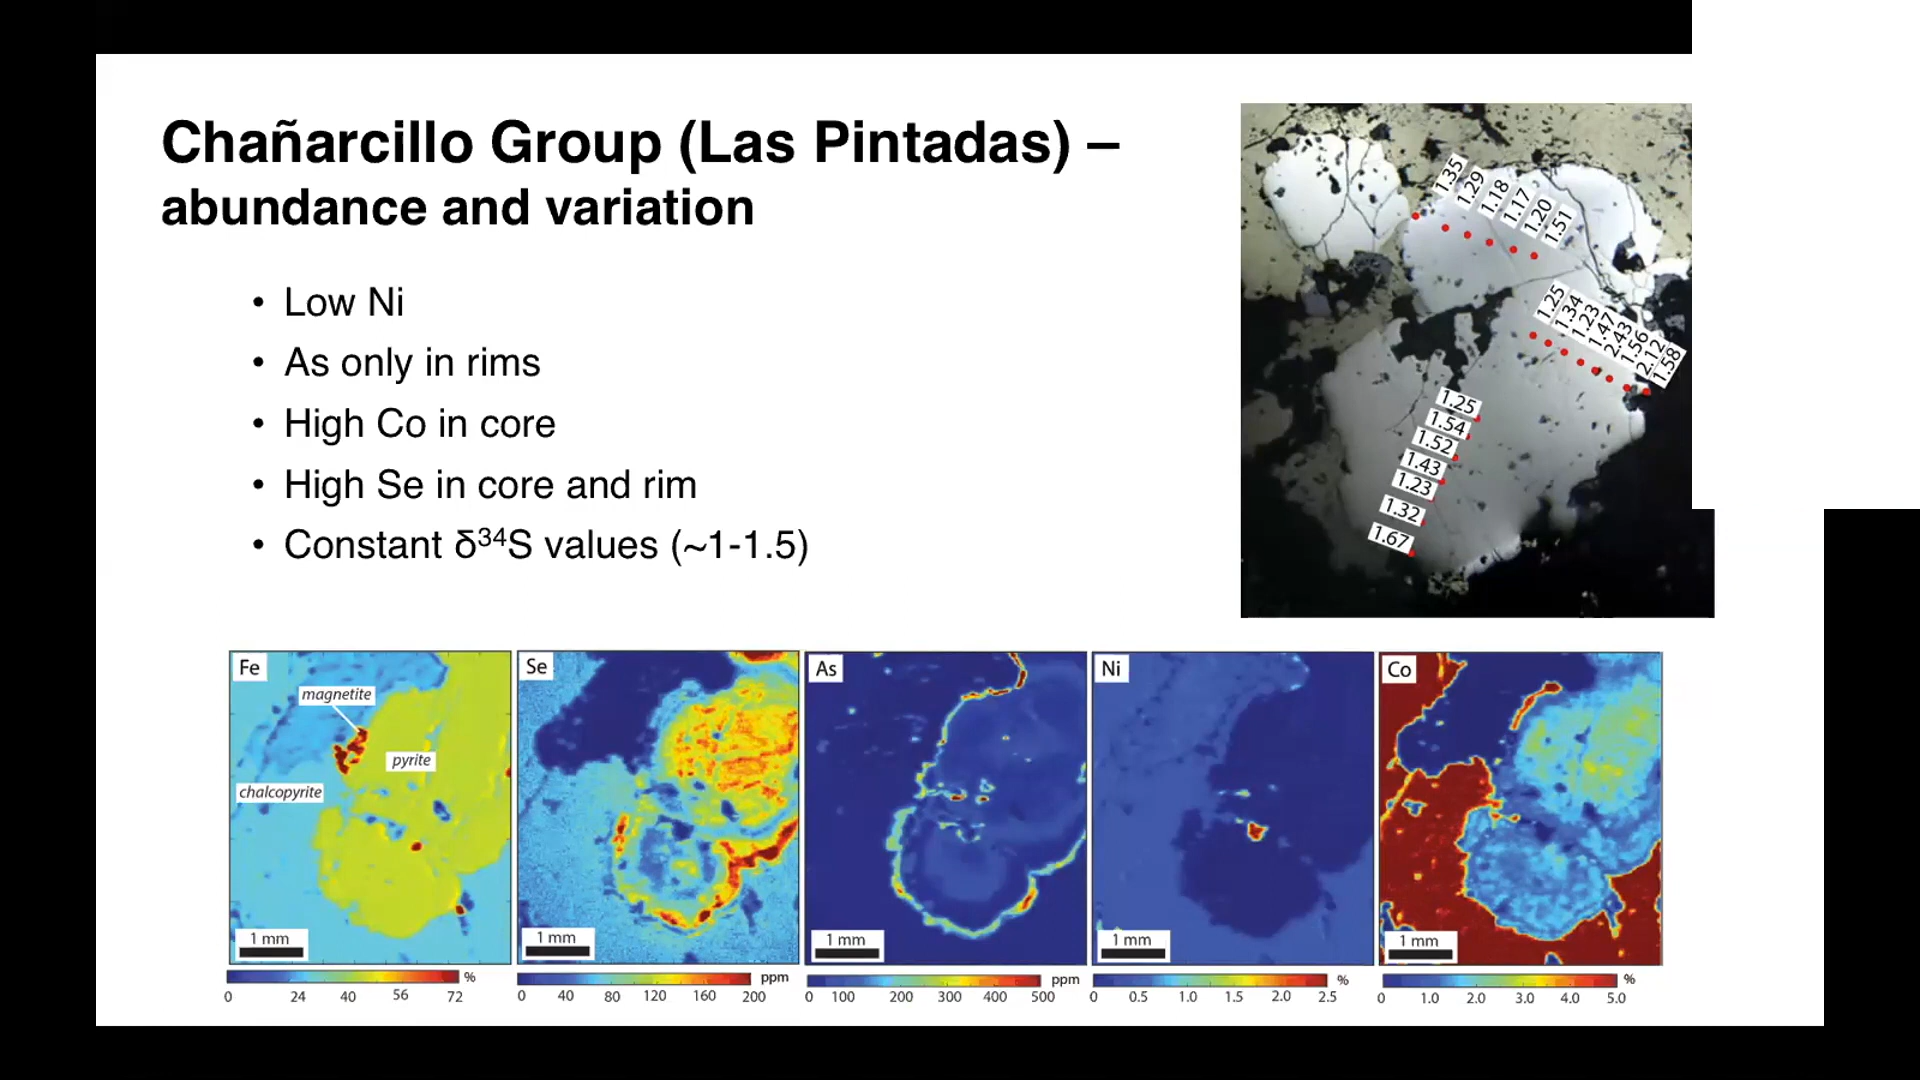 Chañarcillo Group (Las Pintadas) –
abundance and variation
• Low Ni
• As only in rims
• High Co in core
• High Se in core and rim
• Constant δ³⁴S values (~1-1.5)
1.35
1.29
1.18
1.17
1.20
1.51
1.25
1.34
1.23
1.47
2.43
1.56
2.12
1.58
1.25
1.54
1.52
1.43
1.23
1.32
1.67
Fe
magnetite
pyrite
chalcopyrite
1 mm
0 24 40 56 72 %
Se
1 mm
0 40 80 120 160 200 ppm
As
1 mm
0 100 200 300 400 500 ppm
Ni
1 mm
0 0.5 1.0 1.5 2.0 2.5 %
Co
1 mm
0 1.0 2.0 3.0 4.0 5.0 %